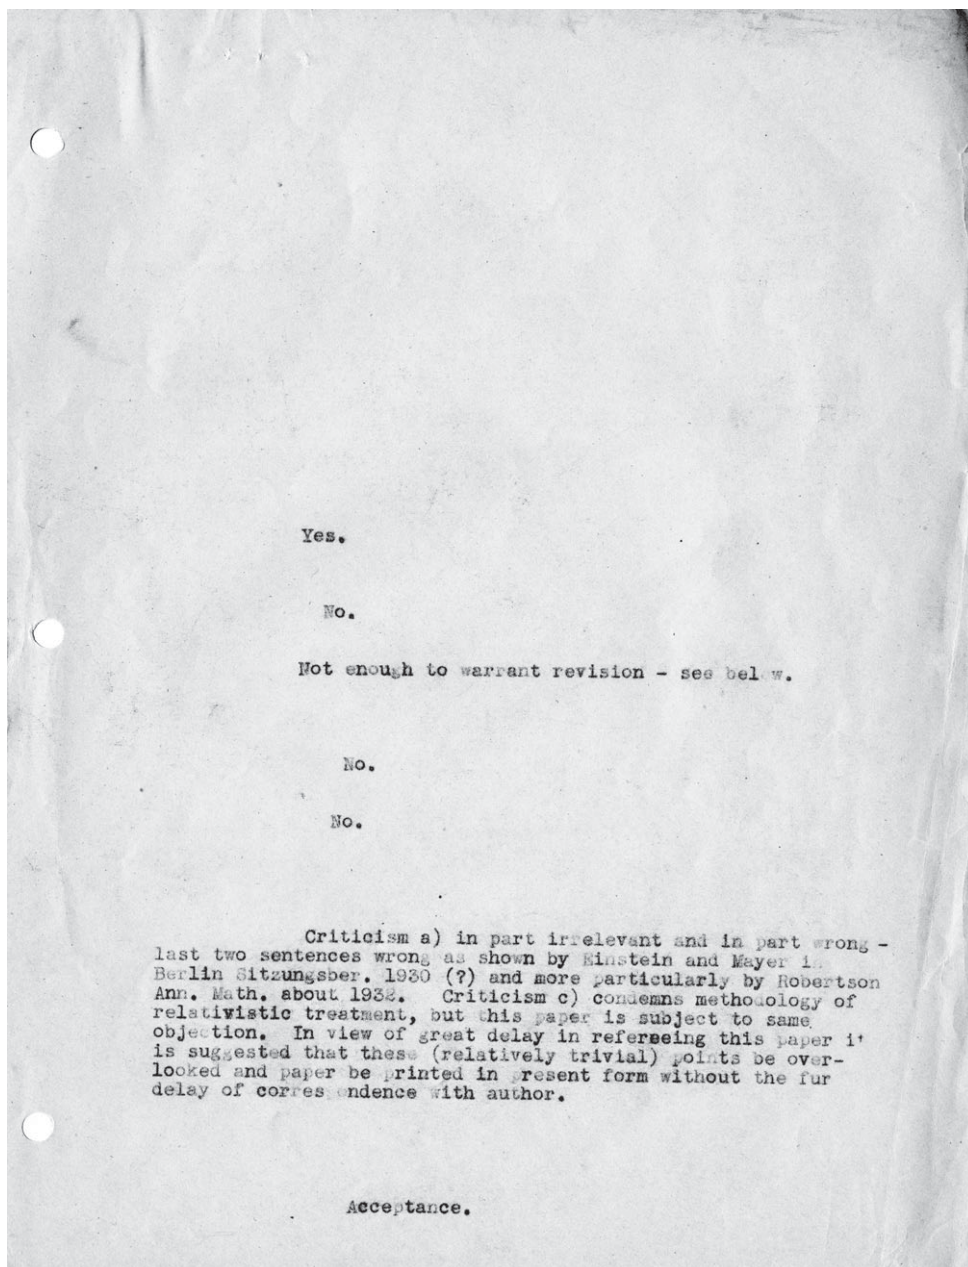 Yes.
No.
Not enough to warrant revision - see below.
No.
No.
Criticism a) in part irrelevant and in part wrong -
last two sentences wrong as shown by Einstein and Mayer in
Berlin Sitzungsber. 1930 (?) and more particularly by Robertson
Ann. Math. about 1932. Criticism c) condemns methodology of
relativistic treatment, but this paper is subject to same
objection. In view of great delay in refereeing this paper it
is suggested that these (relatively trivial) points be over-
looked and paper be printed in present form without the fur
delay of correspondence with author.
Acceptance.